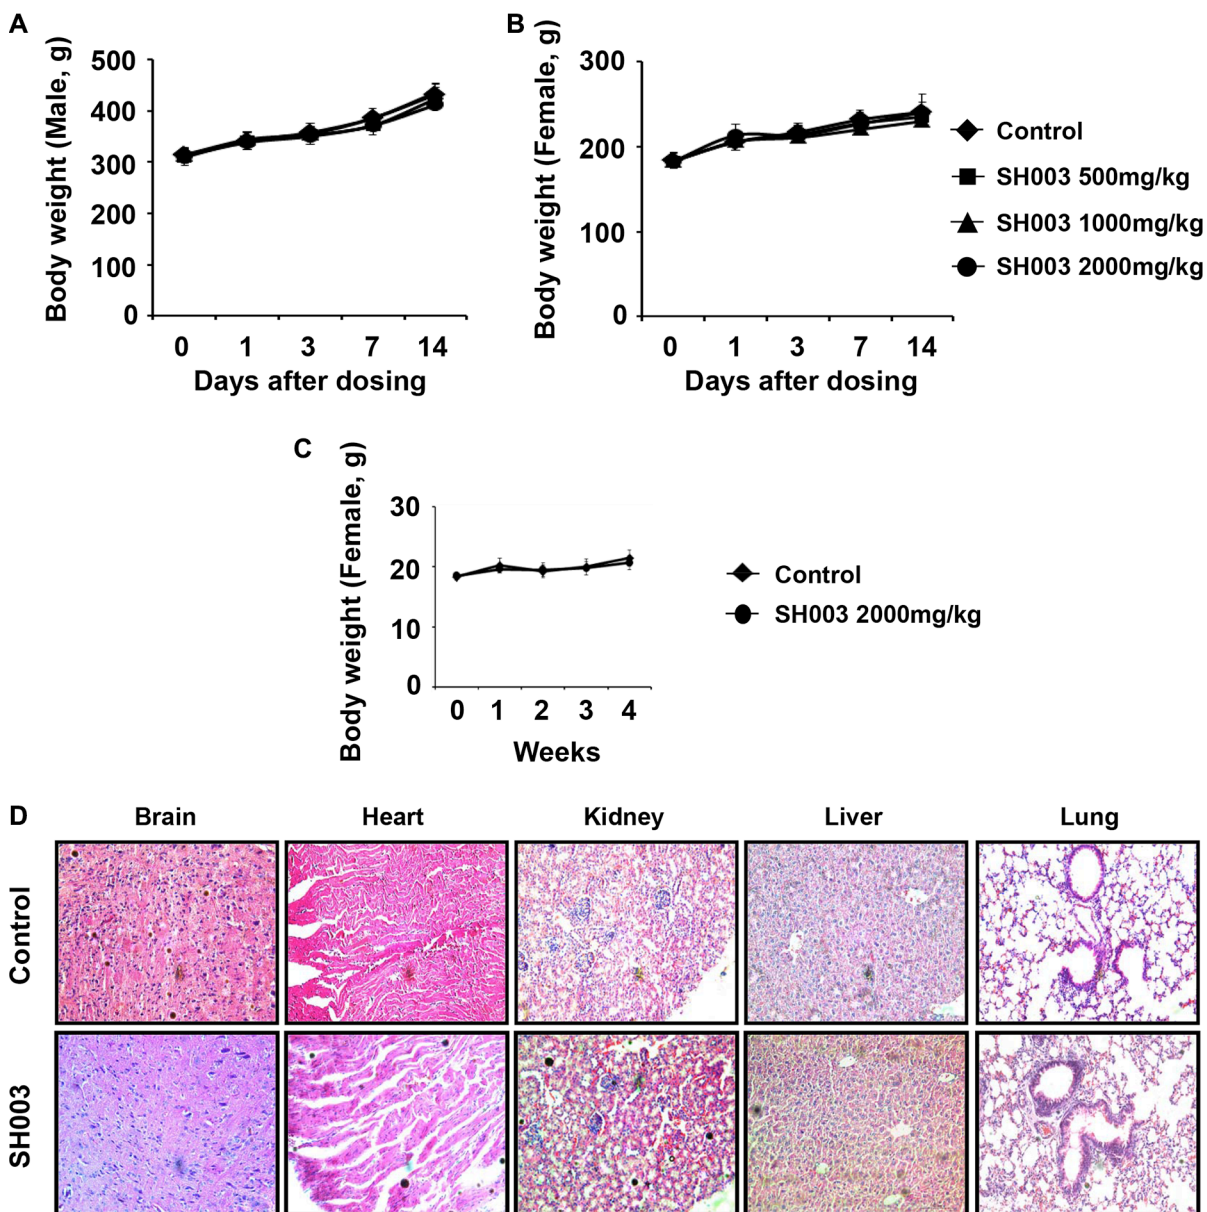 A
Body weight (Male, g)
500
400
300
200
100
0
0 1 3 7 14
Days after dosing
B
Body weight (Female, g)
300
200
100
0
0 1 3 7 14
Days after dosing
Control
SH003 500mg/kg
SH003 1000mg/kg
SH003 2000mg/kg
C
Body weight (Female, g)
30
20
10
0
0 1 2 3 4
Weeks
Control
SH003 2000mg/kg
D
Brain Heart Kidney Liver Lung
Control
SH003